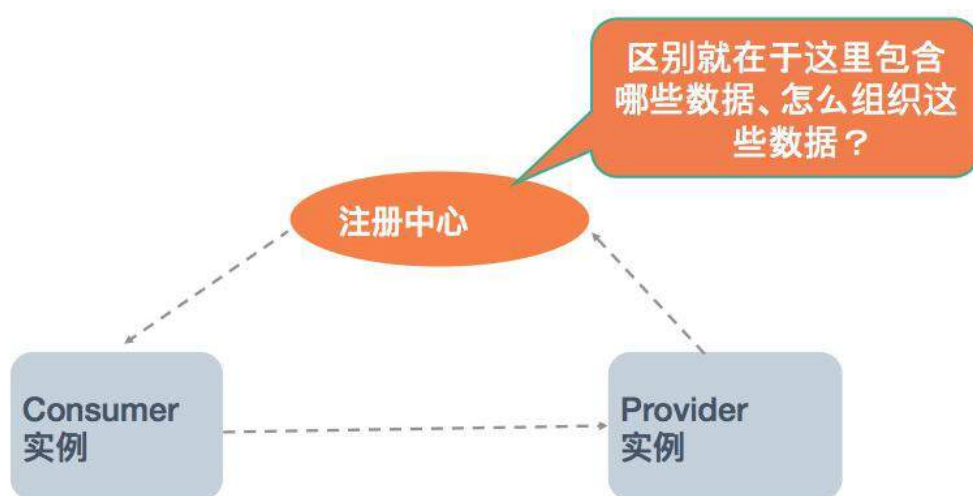 区别就在于这里包含
哪些数据、怎么组织这
些数据？
注册中心
Consumer
实例
Provider
实例